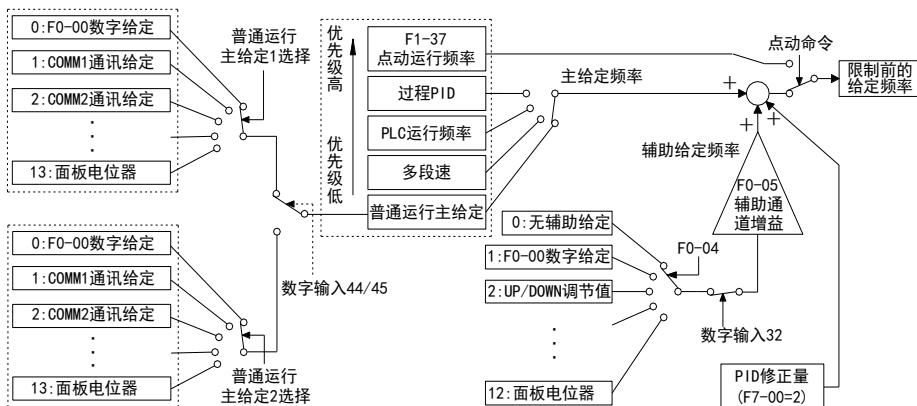 0:F0-00数字给定
1:COMM1通讯给定
2:COMM2通讯给定
13:面板电位器
普通运行
主给定1选择
0:F0-00数字给定
1:COMM1通讯给定
2:COMM2通讯给定
13:面板电位器
普通运行
主给定2选择
数字输入44/45
优先级高
优先级低
F1-37
点动运行频率
过程PID
PLC运行频率
多段速
普通运行主给定
主给定频率
点动命令
限制前的
给定频率
+
+
+
辅助给定频率
F0-05
辅助通
道增益
0:无辅助给定
1:F0-00数字给定
2:UP/DOWN调节值
12:面板电位器
F0-04
数字输入32
PID修正量
(F7-00=2)